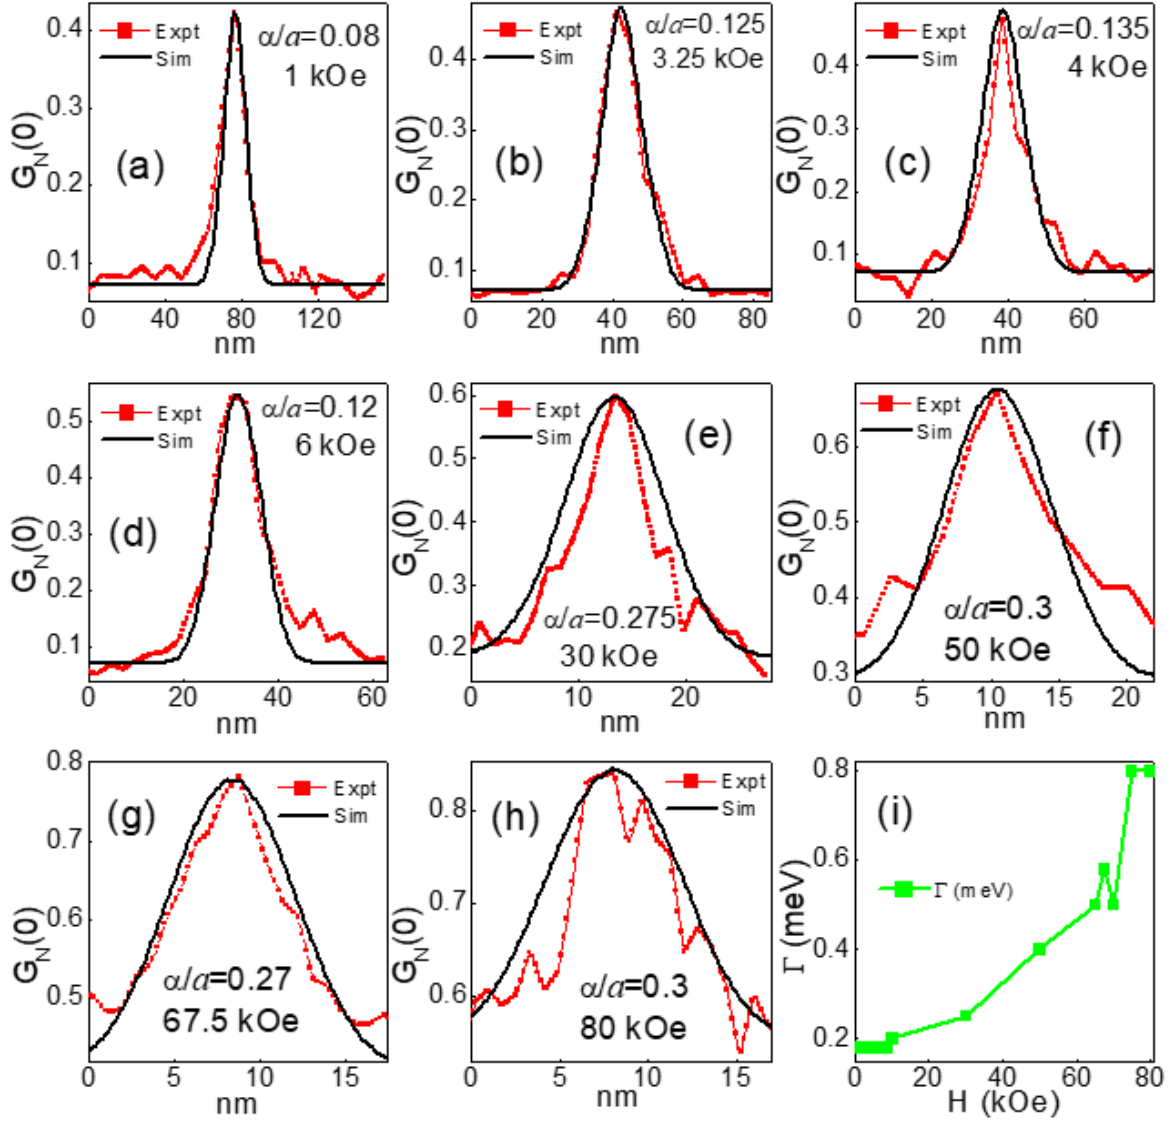 0.4
0.3
0.2
0.1
G_N(0)
Expt
Sim
α/a=0.08
1 kOe
(a)
0 40 80 120
nm
0.4
0.3
0.2
0.1
G_N(0)
Expt
Sim
α/a=0.125
3.25 kOe
(b)
0 20 40 60 80
nm
0.4
0.3
0.2
0.1
G_N(0)
Expt
Sim
α/a=0.135
4 kOe
(c)
0 20 40 60
nm
0.5
0.4
0.3
0.2
0.1
G_N(0)
Expt
Sim
α/a=0.12
6 kOe
(d)
0 20 40 60
nm
0.6
0.5
0.4
0.3
0.2
G_N(0)
Expt
Sim
(e)
α/a=0.275
30 kOe
0 10 20
nm
0.6
0.5
0.4
0.3
G_N(0)
Expt
Sim
(f)
α/a=0.3
50 kOe
0 5 10 15 20
nm
0.8
0.7
0.6
0.5
G_N(0)
Expt
Sim
(g)
α/a=0.27
67.5 kOe
0 5 10 15
nm
0.8
0.7
0.6
G_N(0)
Expt
Sim
(h)
α/a=0.3
80 kOe
0 5 10 15
nm
0.8
0.6
0.4
0.2
Γ (meV)
(i)
Γ (meV)
0 20 40 60 80
H (kOe)